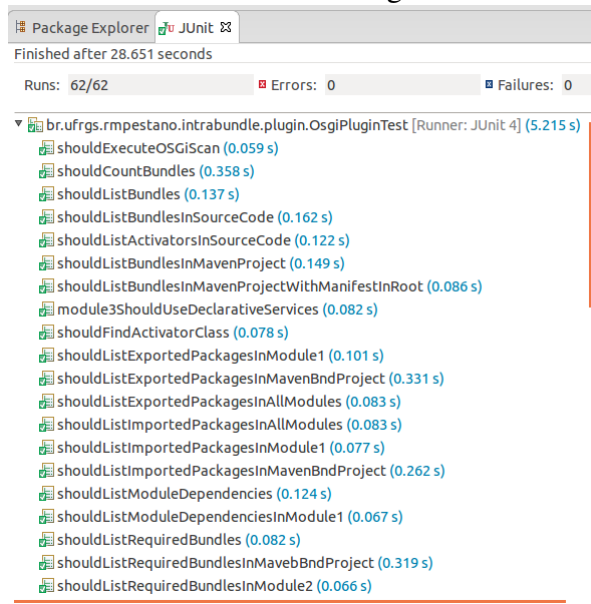 Package Explorer JUnit
Finished after 28.651 seconds
Runs: 62/62 Errors: 0 Failures: 0
br.ufrgs.rmpestano.intrabundle.plugin.OsgiPluginTest [Runner: JUnit 4] (5.215 s)
shouldExecuteOSGiScan (0.059 s)
shouldCountBundles (0.358 s)
shouldListBundles (0.137 s)
shouldListBundlesInSourceCode (0.162 s)
shouldListActivatorsInSourceCode (0.122 s)
shouldListBundlesInMavenProject (0.149 s)
shouldListBundlesInMavenProjectWithManifestInRoot (0.086 s)
module3ShouldUseDeclarativeServices (0.082 s)
shouldFindActivatorClass (0.078 s)
shouldListExportedPackagesInModule1 (0.101 s)
shouldListExportedPackagesInMavenBndProject (0.331 s)
shouldListExportedPackagesInAllModules (0.083 s)
shouldListImportedPackagesInAllModules (0.083 s)
shouldListImportedPackagesInModule1 (0.077 s)
shouldListImportedPackagesInMavenBndProject (0.262 s)
shouldListModuleDependencies (0.124 s)
shouldListModuleDependenciesInModule1 (0.067 s)
shouldListRequiredBundles (0.082 s)
shouldListRequiredBundlesInMavebBndProject (0.319 s)
shouldListRequiredBundlesInModule2 (0.066 s)